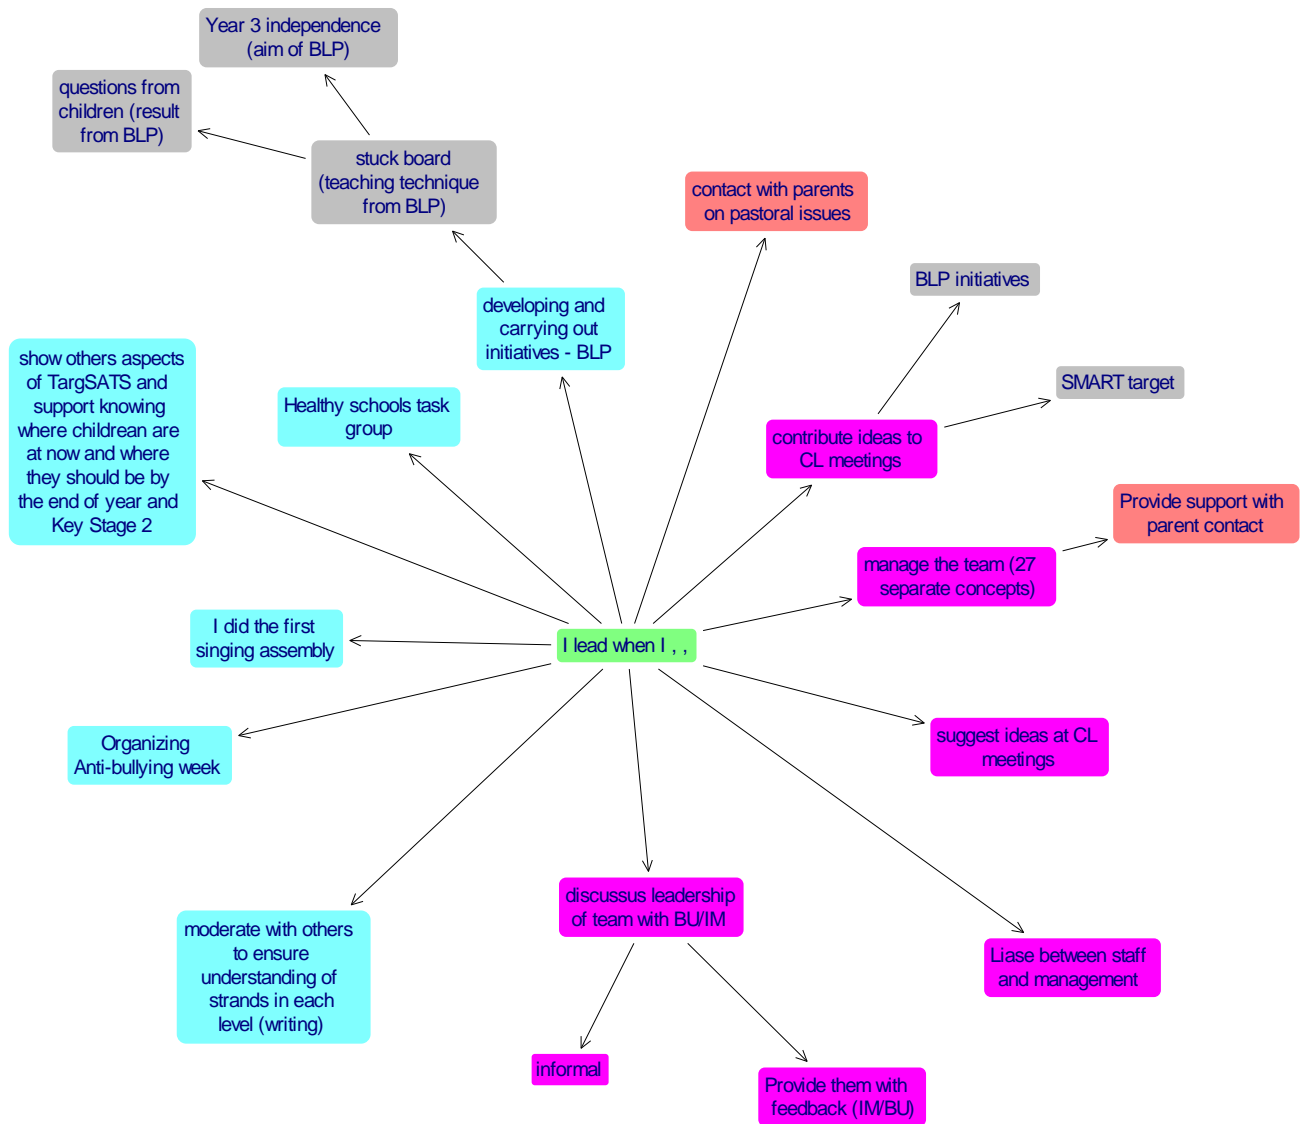 Year 3 independence
(aim of BLP)
questions from
children (result
from BLP)
stuck board
(teaching technique
from BLP)
contact with parents
on pastoral issues
BLP initiatives
developing and
carrying out
initiatives - BLP
show others aspects
of TargSATS and
support knowing
where childrean are
at now and where
they should be by
the end of year and
Key Stage 2
Healthy schools task
group
SMART target
contribute ideas to
CL meetings
Provide support with
parent contact
manage the team (27
separate concepts)
I did the first
singing assembly
I lead when I , ,
Organizing
Anti-bullying week
suggest ideas at CL
meetings
discussus leadership
of team with BU/IM
moderate with others
to ensure
understanding of
strands in each
level (writing)
Liase between staff
and management
informal
Provide them with
feedback (IM/BU)